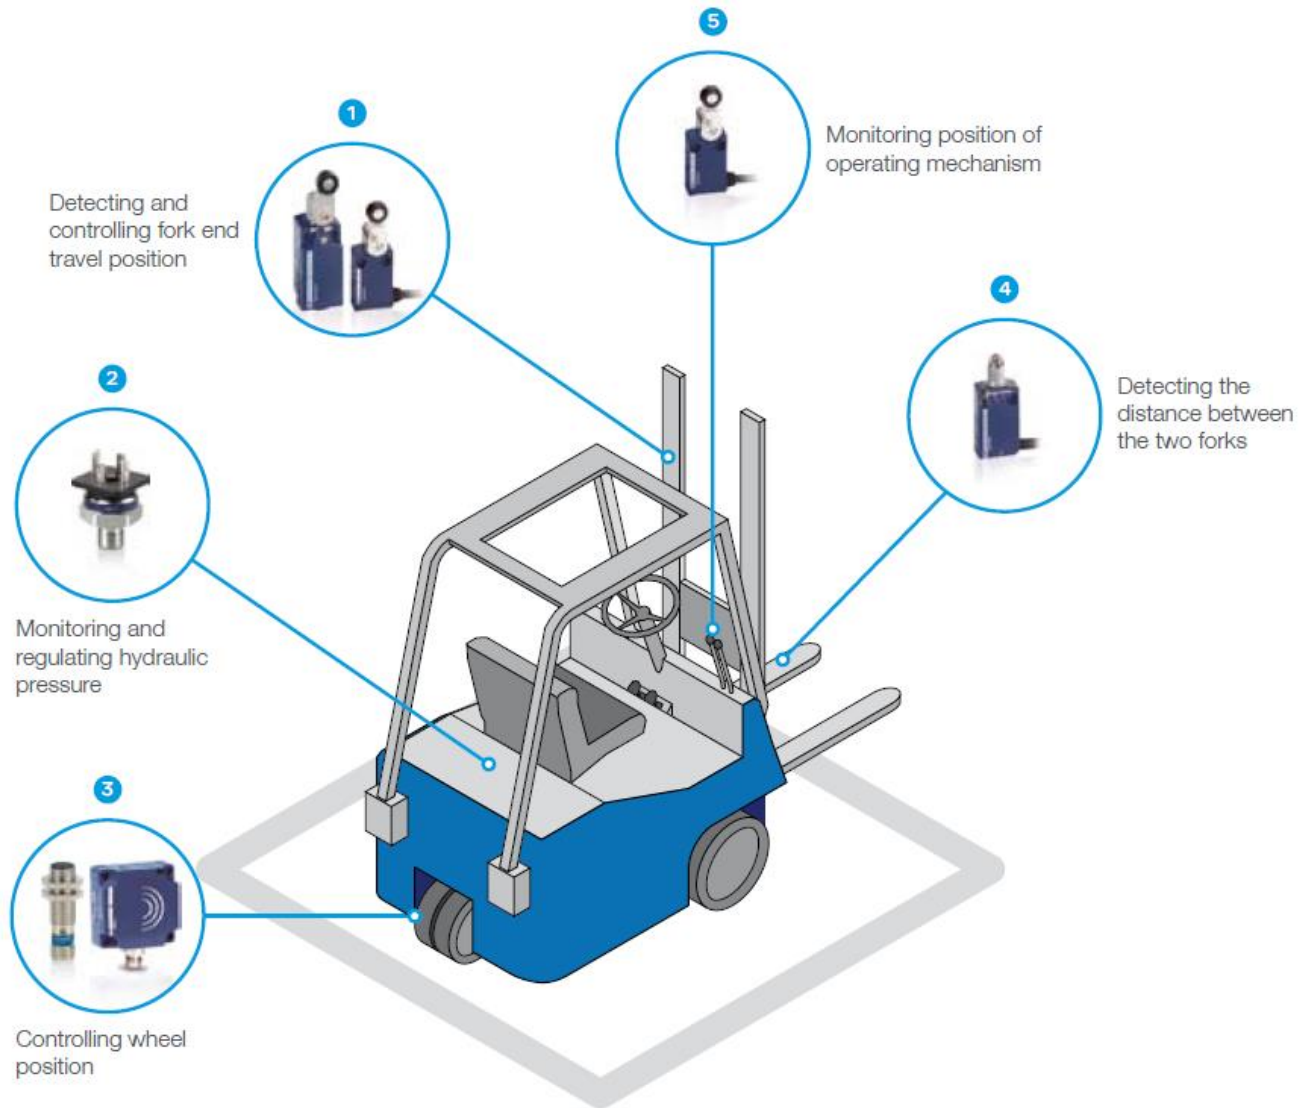 5
Monitoring position of
operating mechanism
1
Detecting and
controlling fork end
travel position
4
Detecting the
distance between
the two forks
2
Monitoring and
regulating hydraulic
pressure
3
Controlling wheel
position